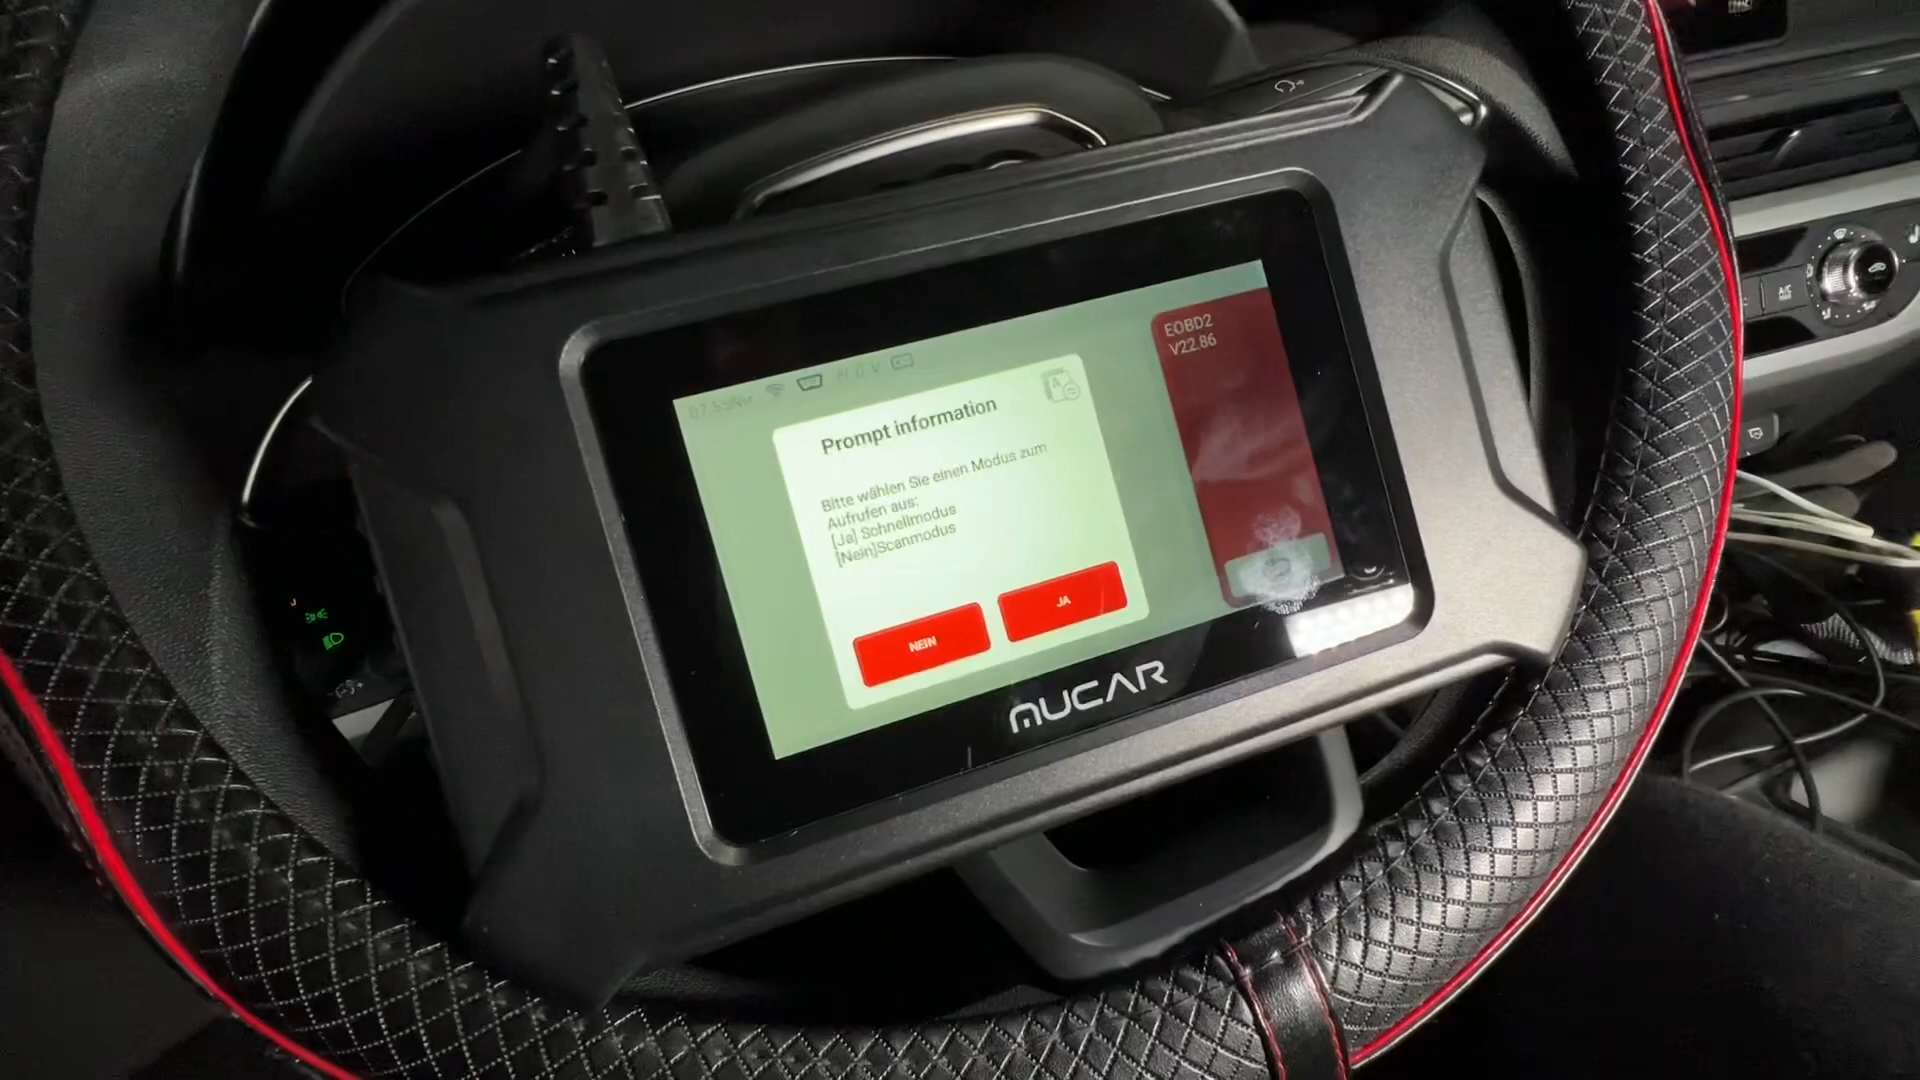 EOBD2
V22.86
Prompt information
Bitte wählen Sie einen Modus zum
Aufrufen aus:
[Ja] Schnellmodus
[Nein]Scanmodus
NEIN
JA
MUCAR
A/C